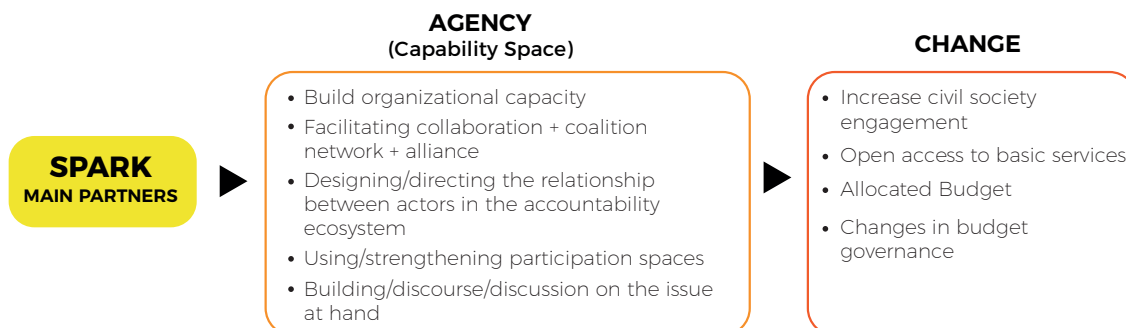 AGENCY
(Capability Space)
CHANGE
SPARK
MAIN PARTNERS
• Build organizational capacity
• Facilitating collaboration + coalition
network + alliance
• Designing/directing the relationship
between actors in the accountability
ecosystem
• Using/strengthening participation spaces
• Building/discourse/discussion on the issue
at hand
• Increase civil society
engagement
• Open access to basic services
• Allocated Budget
• Changes in budget
governance